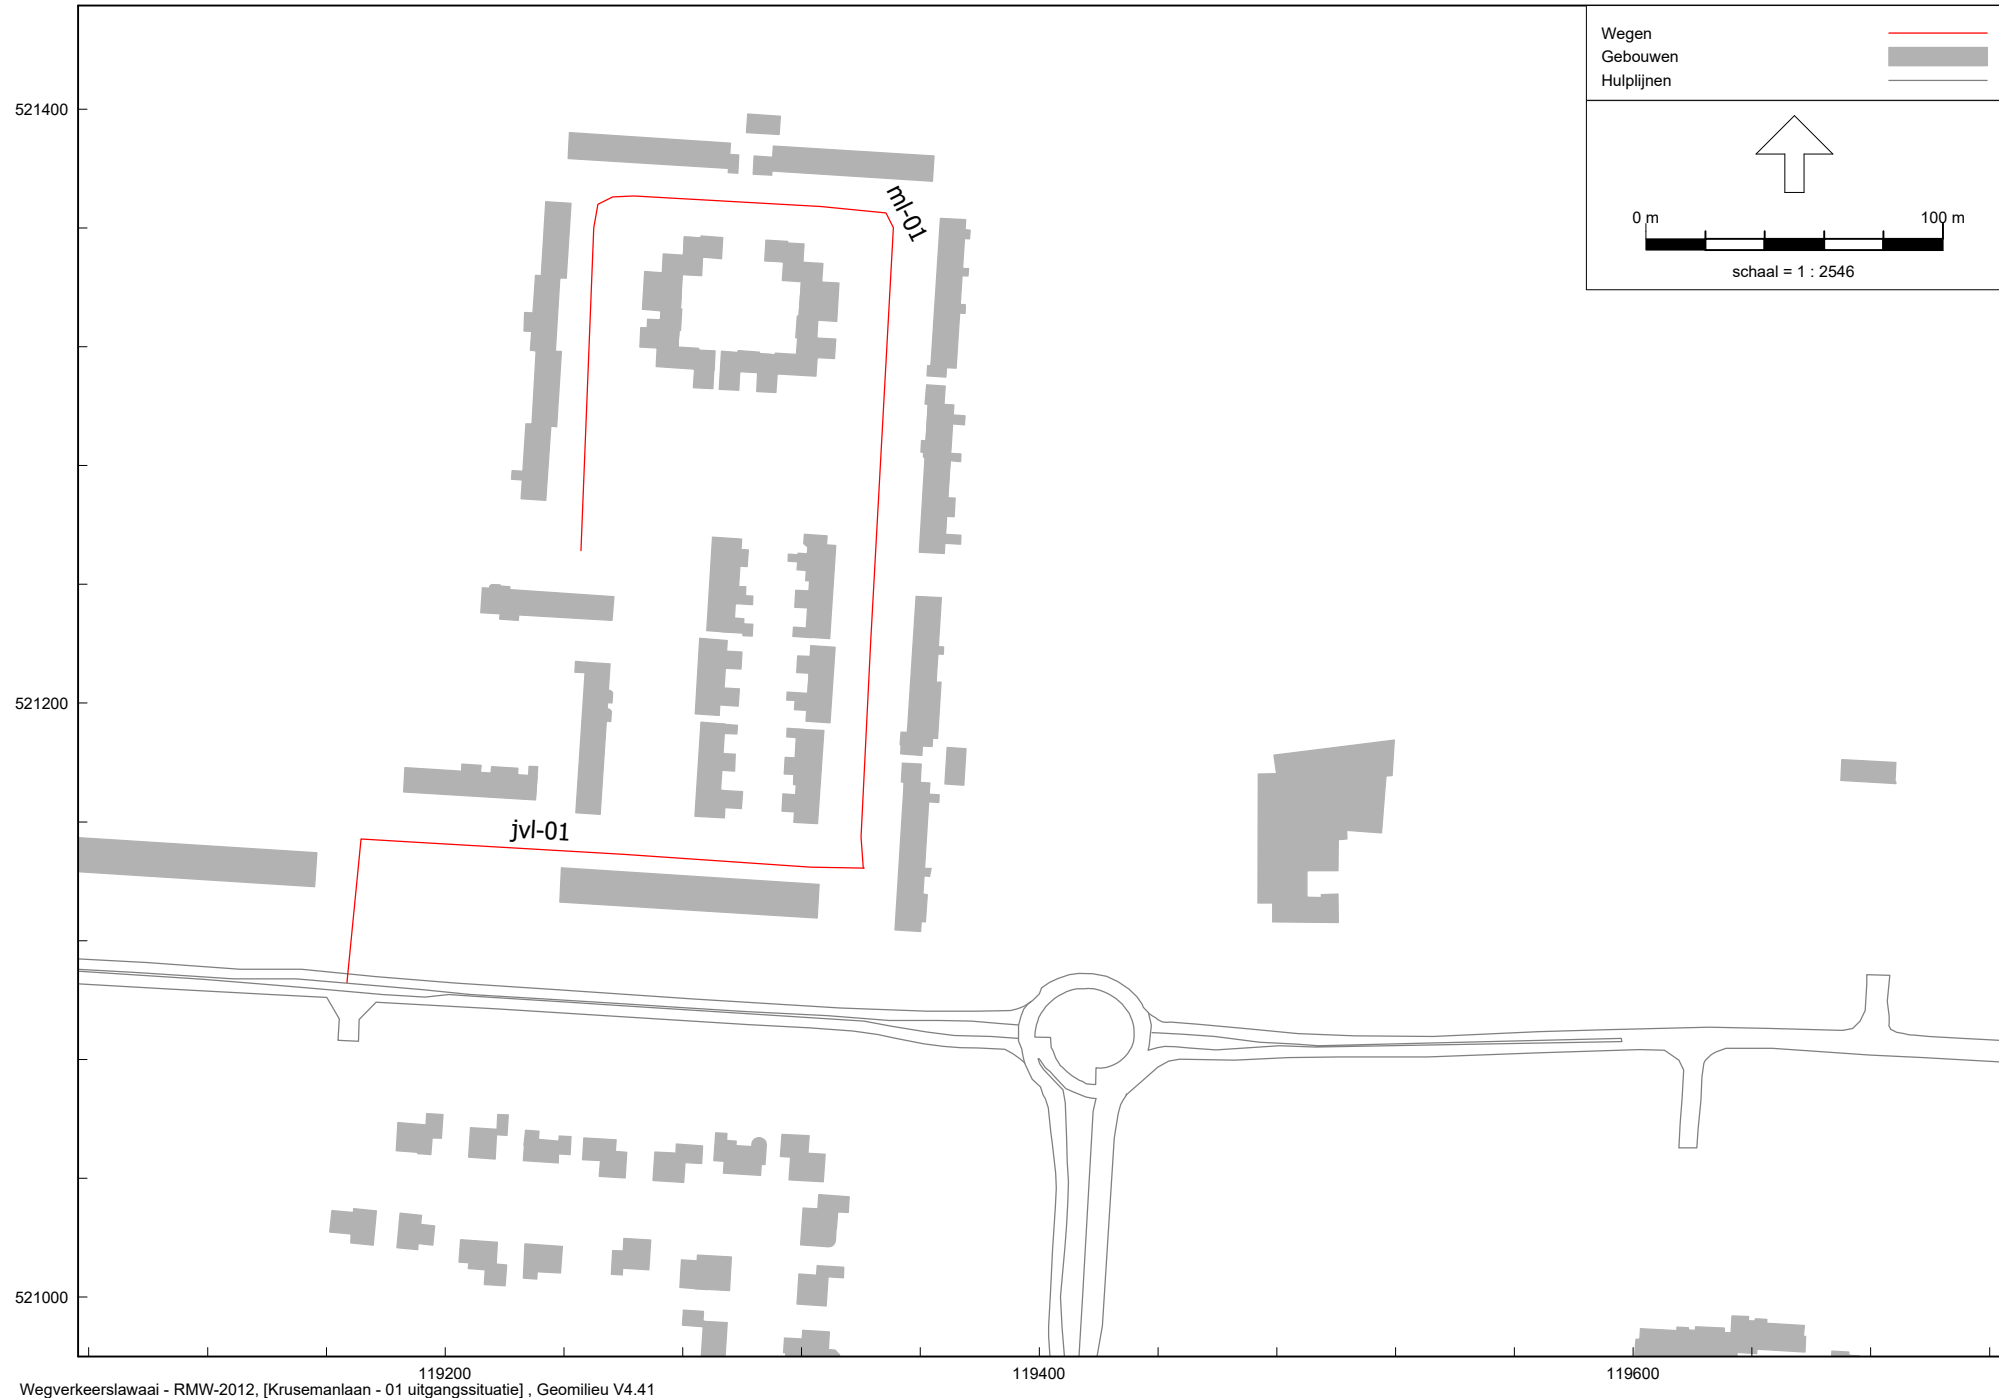 Wegen
Gebouwen
Hulplijnen
521400
0 m 100 m
schaal = 1 : 2546
ml-01
521200
jvl-01
521000
119200 119400 119600
Wegverkeerslawaai - RMW-2012, [Krusemanlaan - 01 uitgangssituatie] , Geomilieu V4.41